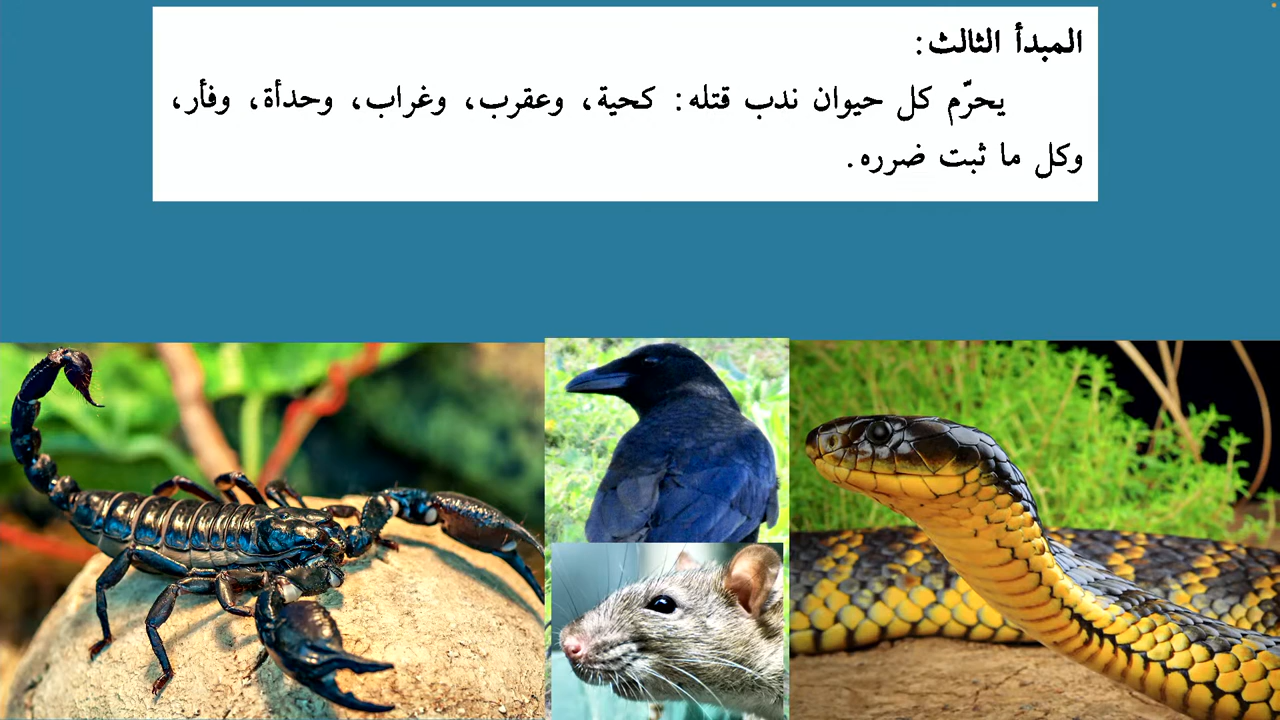 المبدأ الثالث:
يحرّم كل حيوان ندب قتله: كحية، وعقرب، وغراب، وحدأة، وفأر،
وكل ما ثبت ضرره.